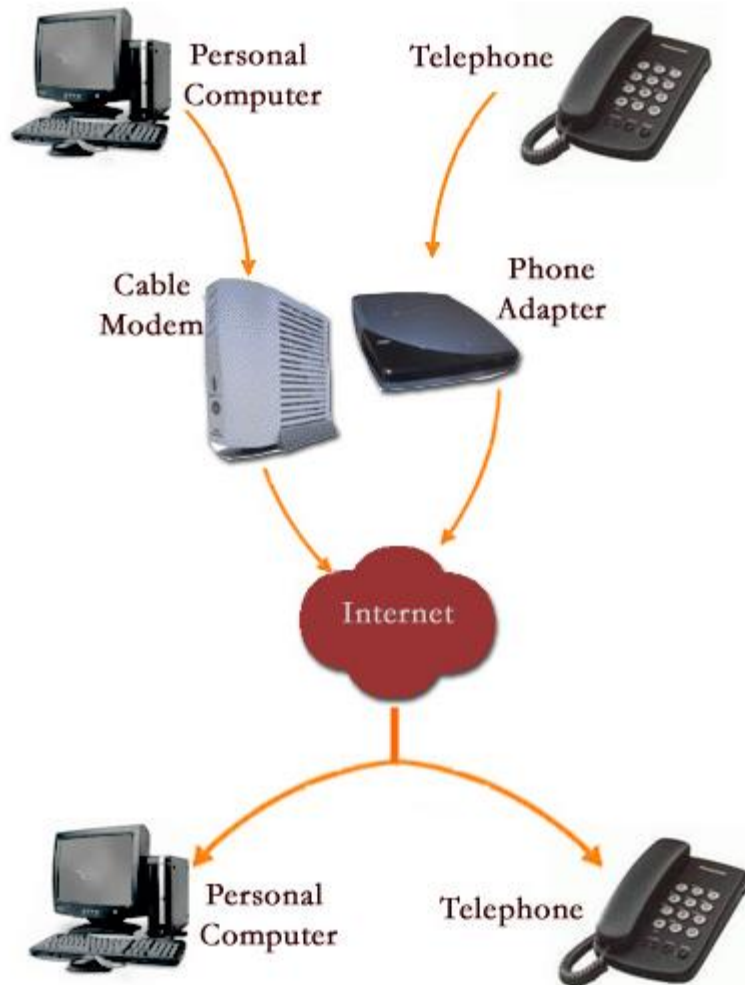 Personal
Computer
Telephone
Cable
Modem
Phone
Adapter
Internet
Personal
Computer
Telephone